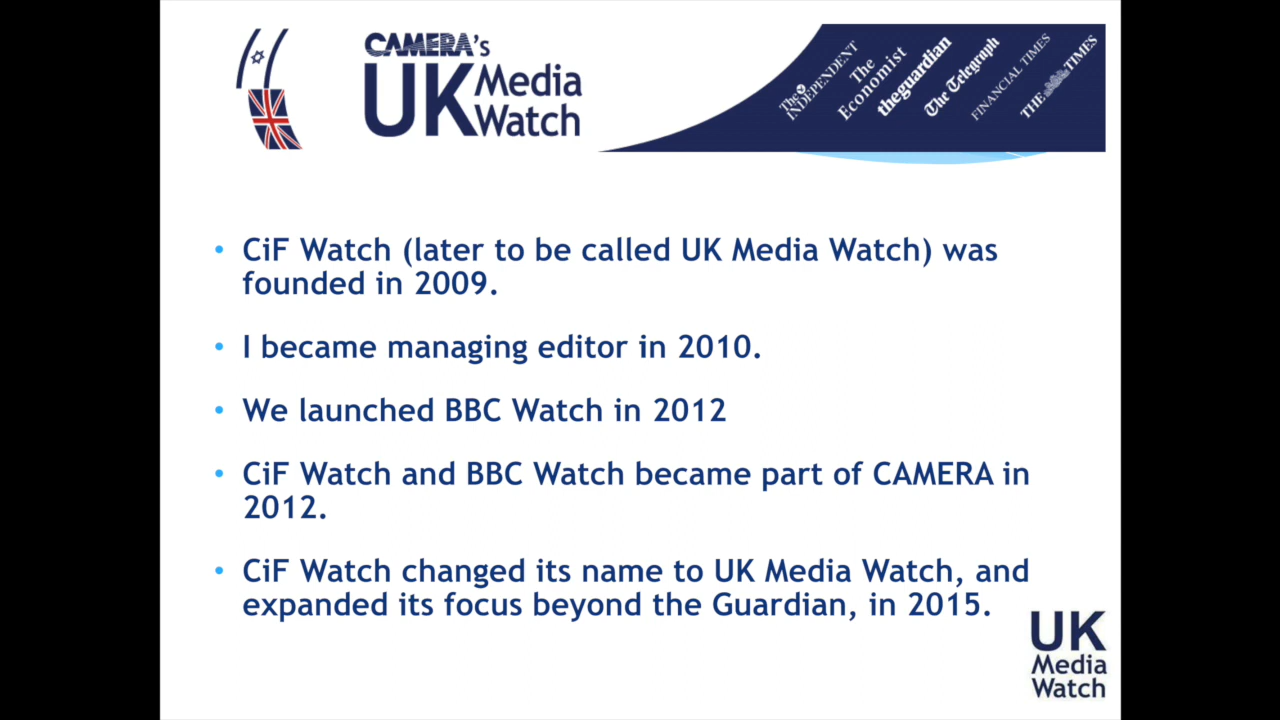 CAMERA's
UK Media
Watch
The INDEPENDENT
The Economist
theguardian
The Telegraph
FINANCIAL TIMES
THE TIMES
• CiF Watch (later to be called UK Media Watch) was
founded in 2009.
• I became managing editor in 2010.
• We launched BBC Watch in 2012
• CiF Watch and BBC Watch became part of CAMERA in
2012.
• CiF Watch changed its name to UK Media Watch, and
expanded its focus beyond the Guardian, in 2015.
UK
Media
Watch